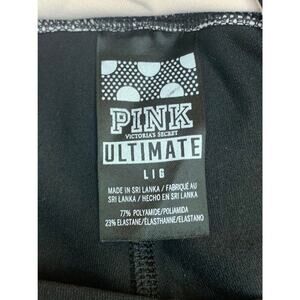 PINK
VICTORIA'S SECRET
ULTIMATE
L I G
MADE IN SRI LANKA / FABRIQUÉ AU
SRI LANKA / HECHO EN SRI LANKA
77% POLYAMIDE/POLIAMIDA
23% ELASTANE/ÉLASTHANNE/ELASTANO